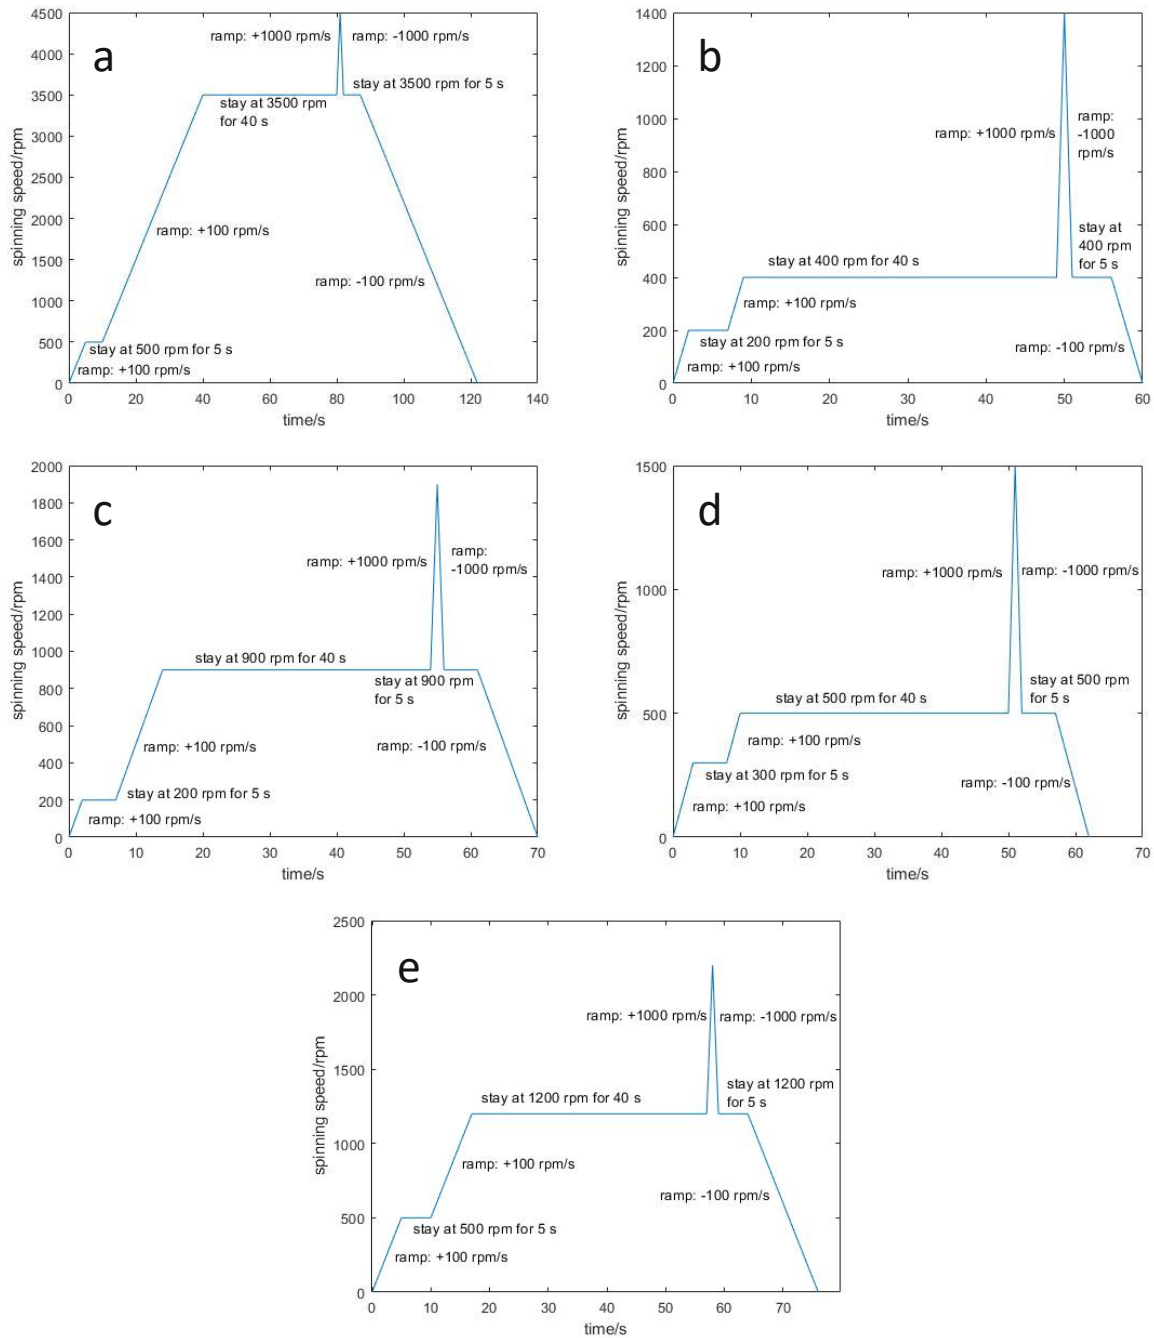 a
4500
4000
3500
3000
2500
2000
1500
1000
500
0
spinning speed/rpm
ramp: +1000 rpm/s
ramp: -1000 rpm/s
stay at 3500 rpm for 5 s
stay at 3500 rpm
for 40 s
ramp: +100 rpm/s
ramp: -100 rpm/s
stay at 500 rpm for 5 s
ramp: +100 rpm/s
0 20 40 60 80 100 120 140
time/s
b
1400
1200
1000
800
600
400
200
0
spinning speed/rpm
ramp: +1000 rpm/s
ramp:
-1000
rpm/s
stay at
400 rpm
for 5 s
stay at 400 rpm for 40 s
ramp: +100 rpm/s
stay at 200 rpm for 5 s
ramp: -100 rpm/s
ramp: +100 rpm/s
0 10 20 30 40 50 60
time/s
c
2000
1800
1600
1400
1200
1000
800
600
400
200
0
spinning speed/rpm
ramp: +1000 rpm/s
ramp:
-1000 rpm/s
stay at 900 rpm for 40 s
stay at 900 rpm
for 5 s
ramp: +100 rpm/s
ramp: -100 rpm/s
stay at 200 rpm for 5 s
ramp: +100 rpm/s
0 10 20 30 40 50 60 70
time/s
d
1500
1000
500
0
spinning speed/rpm
ramp: +1000 rpm/s
ramp: -1000 rpm/s
stay at 500 rpm
for 5 s
stay at 500 rpm for 40 s
ramp: +100 rpm/s
stay at 300 rpm for 5 s
ramp: -100 rpm/s
ramp: +100 rpm/s
0 10 20 30 40 50 60 70
time/s
e
2500
2000
1500
1000
500
0
spinning speed/rpm
ramp: +1000 rpm/s
ramp: -1000 rpm/s
stay at 1200 rpm
for 5 s
stay at 1200 rpm for 40 s
ramp: +100 rpm/s
ramp: -100 rpm/s
stay at 500 rpm for 5 s
ramp: +100 rpm/s
0 10 20 30 40 50 60 70
time/s